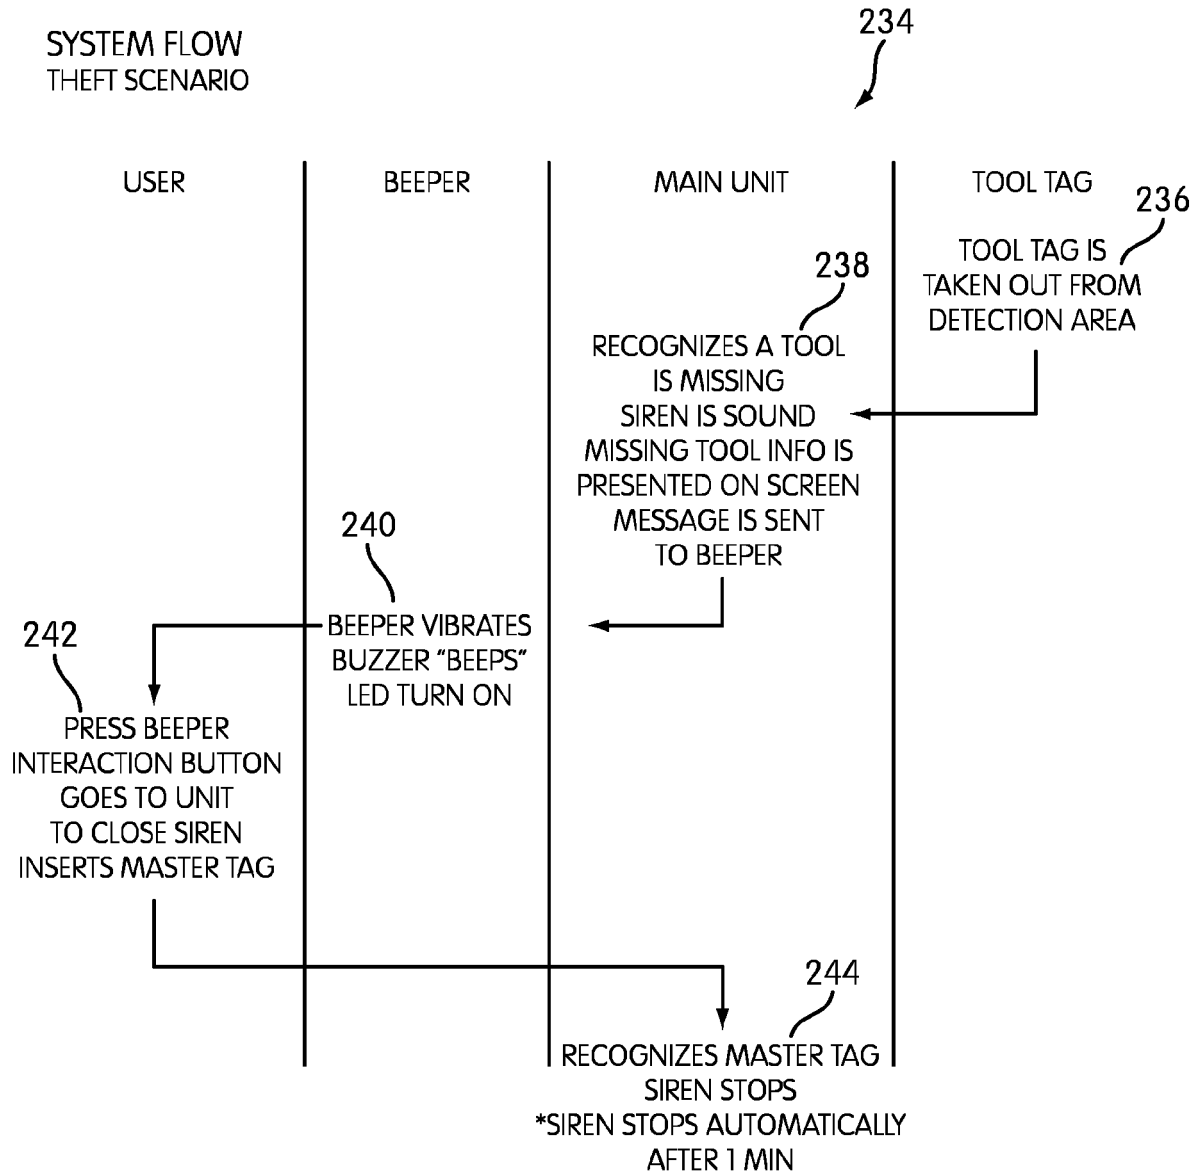 SYSTEM FLOW
THEFT SCENARIO
234
USER
BEEPER
MAIN UNIT
TOOL TAG
236
TOOL TAG IS
TAKEN OUT FROM
DETECTION AREA
238
RECOGNIZES A TOOL
IS MISSING
SIREN IS SOUND
MISSING TOOL INFO IS
PRESENTED ON SCREEN
MESSAGE IS SENT
TO BEEPER
240
BEEPER VIBRATES
BUZZER "BEEPS"
LED TURN ON
242
PRESS BEEPER
INTERACTION BUTTON
GOES TO UNIT
TO CLOSE SIREN
INSERTS MASTER TAG
244
RECOGNIZES MASTER TAG
SIREN STOPS
*SIREN STOPS AUTOMATICALLY
AFTER 1 MIN